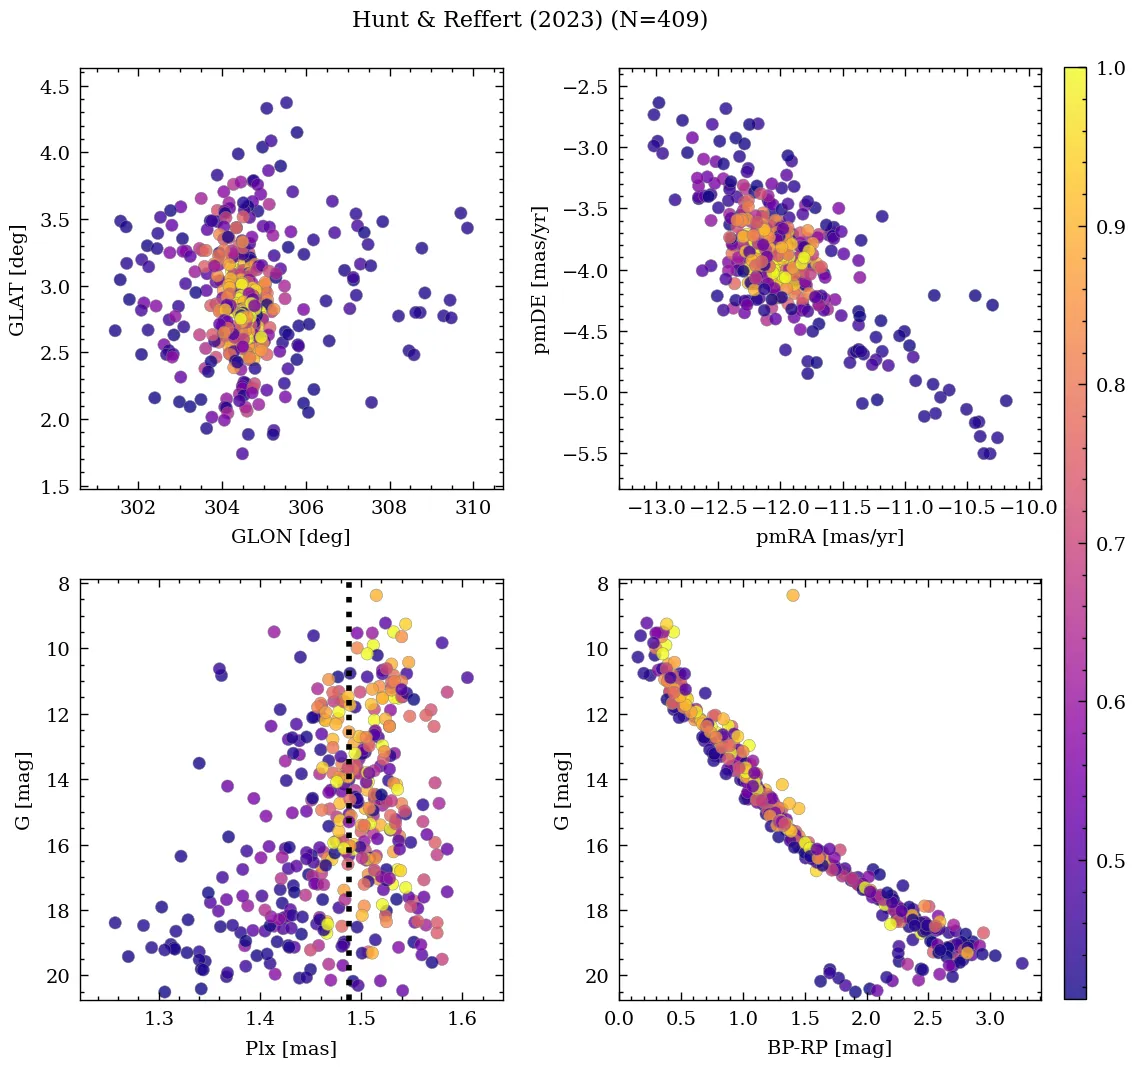 Hunt & Reffert (2023) (N=409)
4.5
4.0
3.5
3.0
2.5
2.0
1.5
GLAT [deg]
302 304 306 308 310
GLON [deg]
−2.5
−3.0
−3.5
−4.0
−4.5
−5.0
−5.5
pmDE [mas/yr]
−13.0 −12.5 −12.0 −11.5 −11.0 −10.5 −10.0
pmRA [mas/yr]
8
10
12
14
16
18
20
G [mag]
1.3 1.4 1.5 1.6
Plx [mas]
8
10
12
14
16
18
20
G [mag]
0.0 0.5 1.0 1.5 2.0 2.5 3.0
BP-RP [mag]
1.0
0.9
0.8
0.7
0.6
0.5